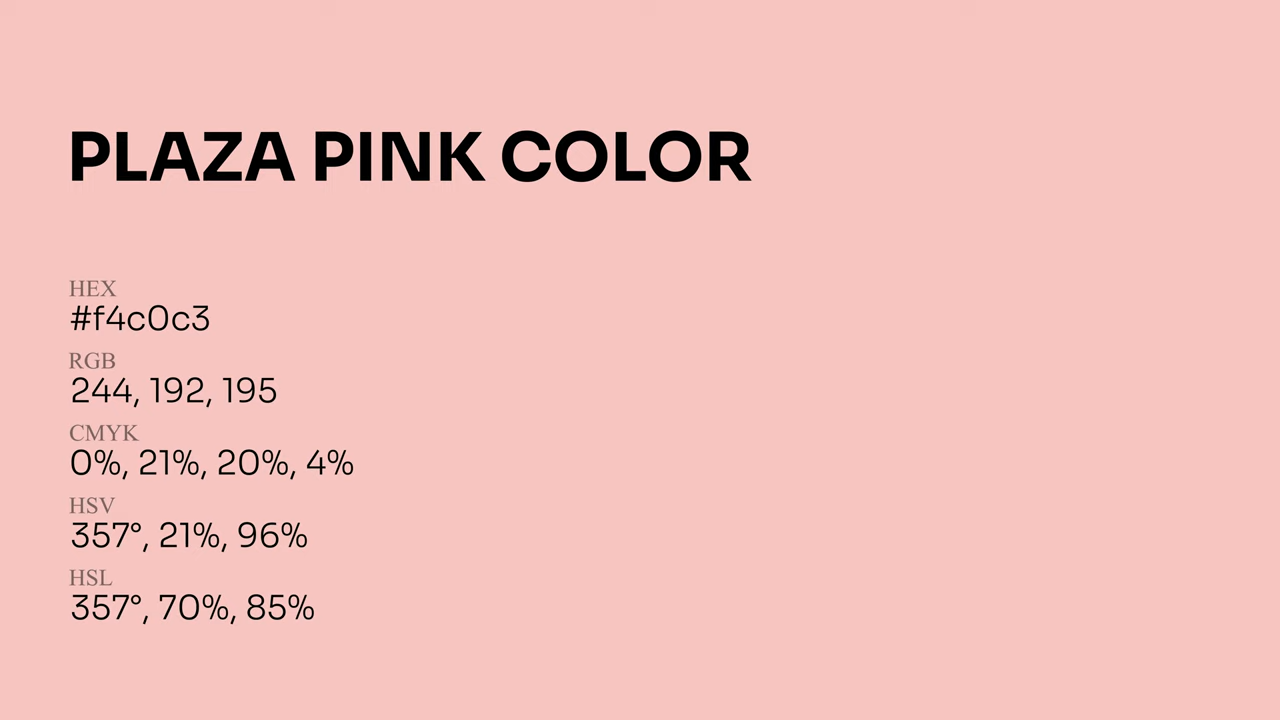 PLAZA PINK COLOR
HEX
#f4c0c3
RGB
244, 192, 195
CMYK
0%, 21%, 20%, 4%
HSV
357°, 21%, 96%
HSL
357°, 70%, 85%